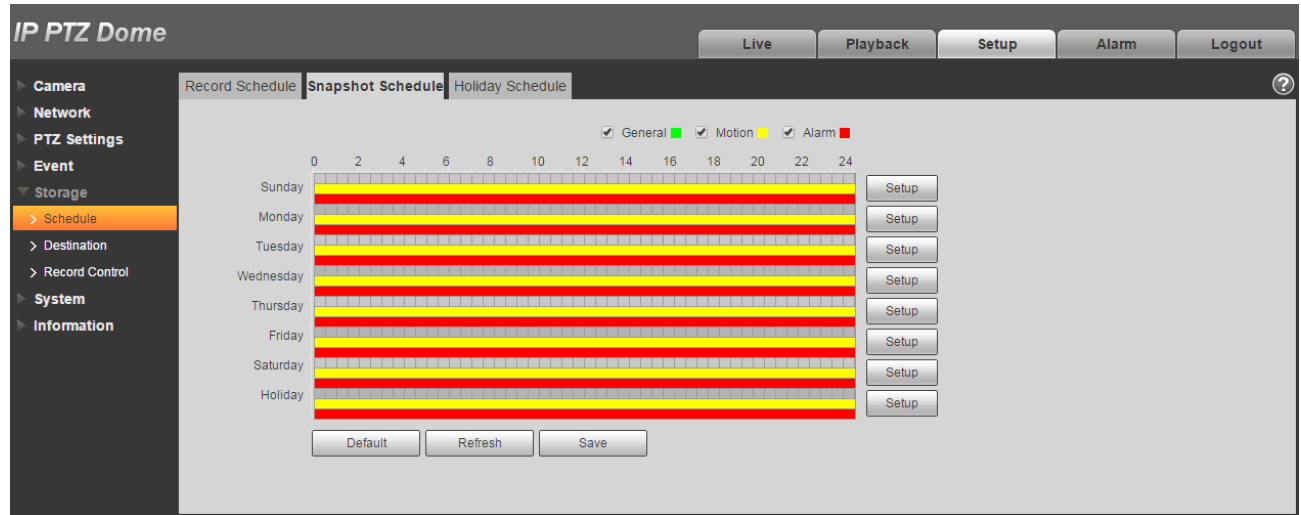 IP PTZ Dome
Live Playback Setup Alarm Logout
Camera
Network
PTZ Settings
Event
Storage
Schedule
Destination
Record Control
System
Information
Record Schedule Snapshot Schedule Holiday Schedule ?
General Motion Alarm
0 2 4 6 8 10 12 14 16 18 20 22 24
Sunday Setup
Monday Setup
Tuesday Setup
Wednesday Setup
Thursday Setup
Friday Setup
Saturday Setup
Holiday Setup
Default Refresh Save